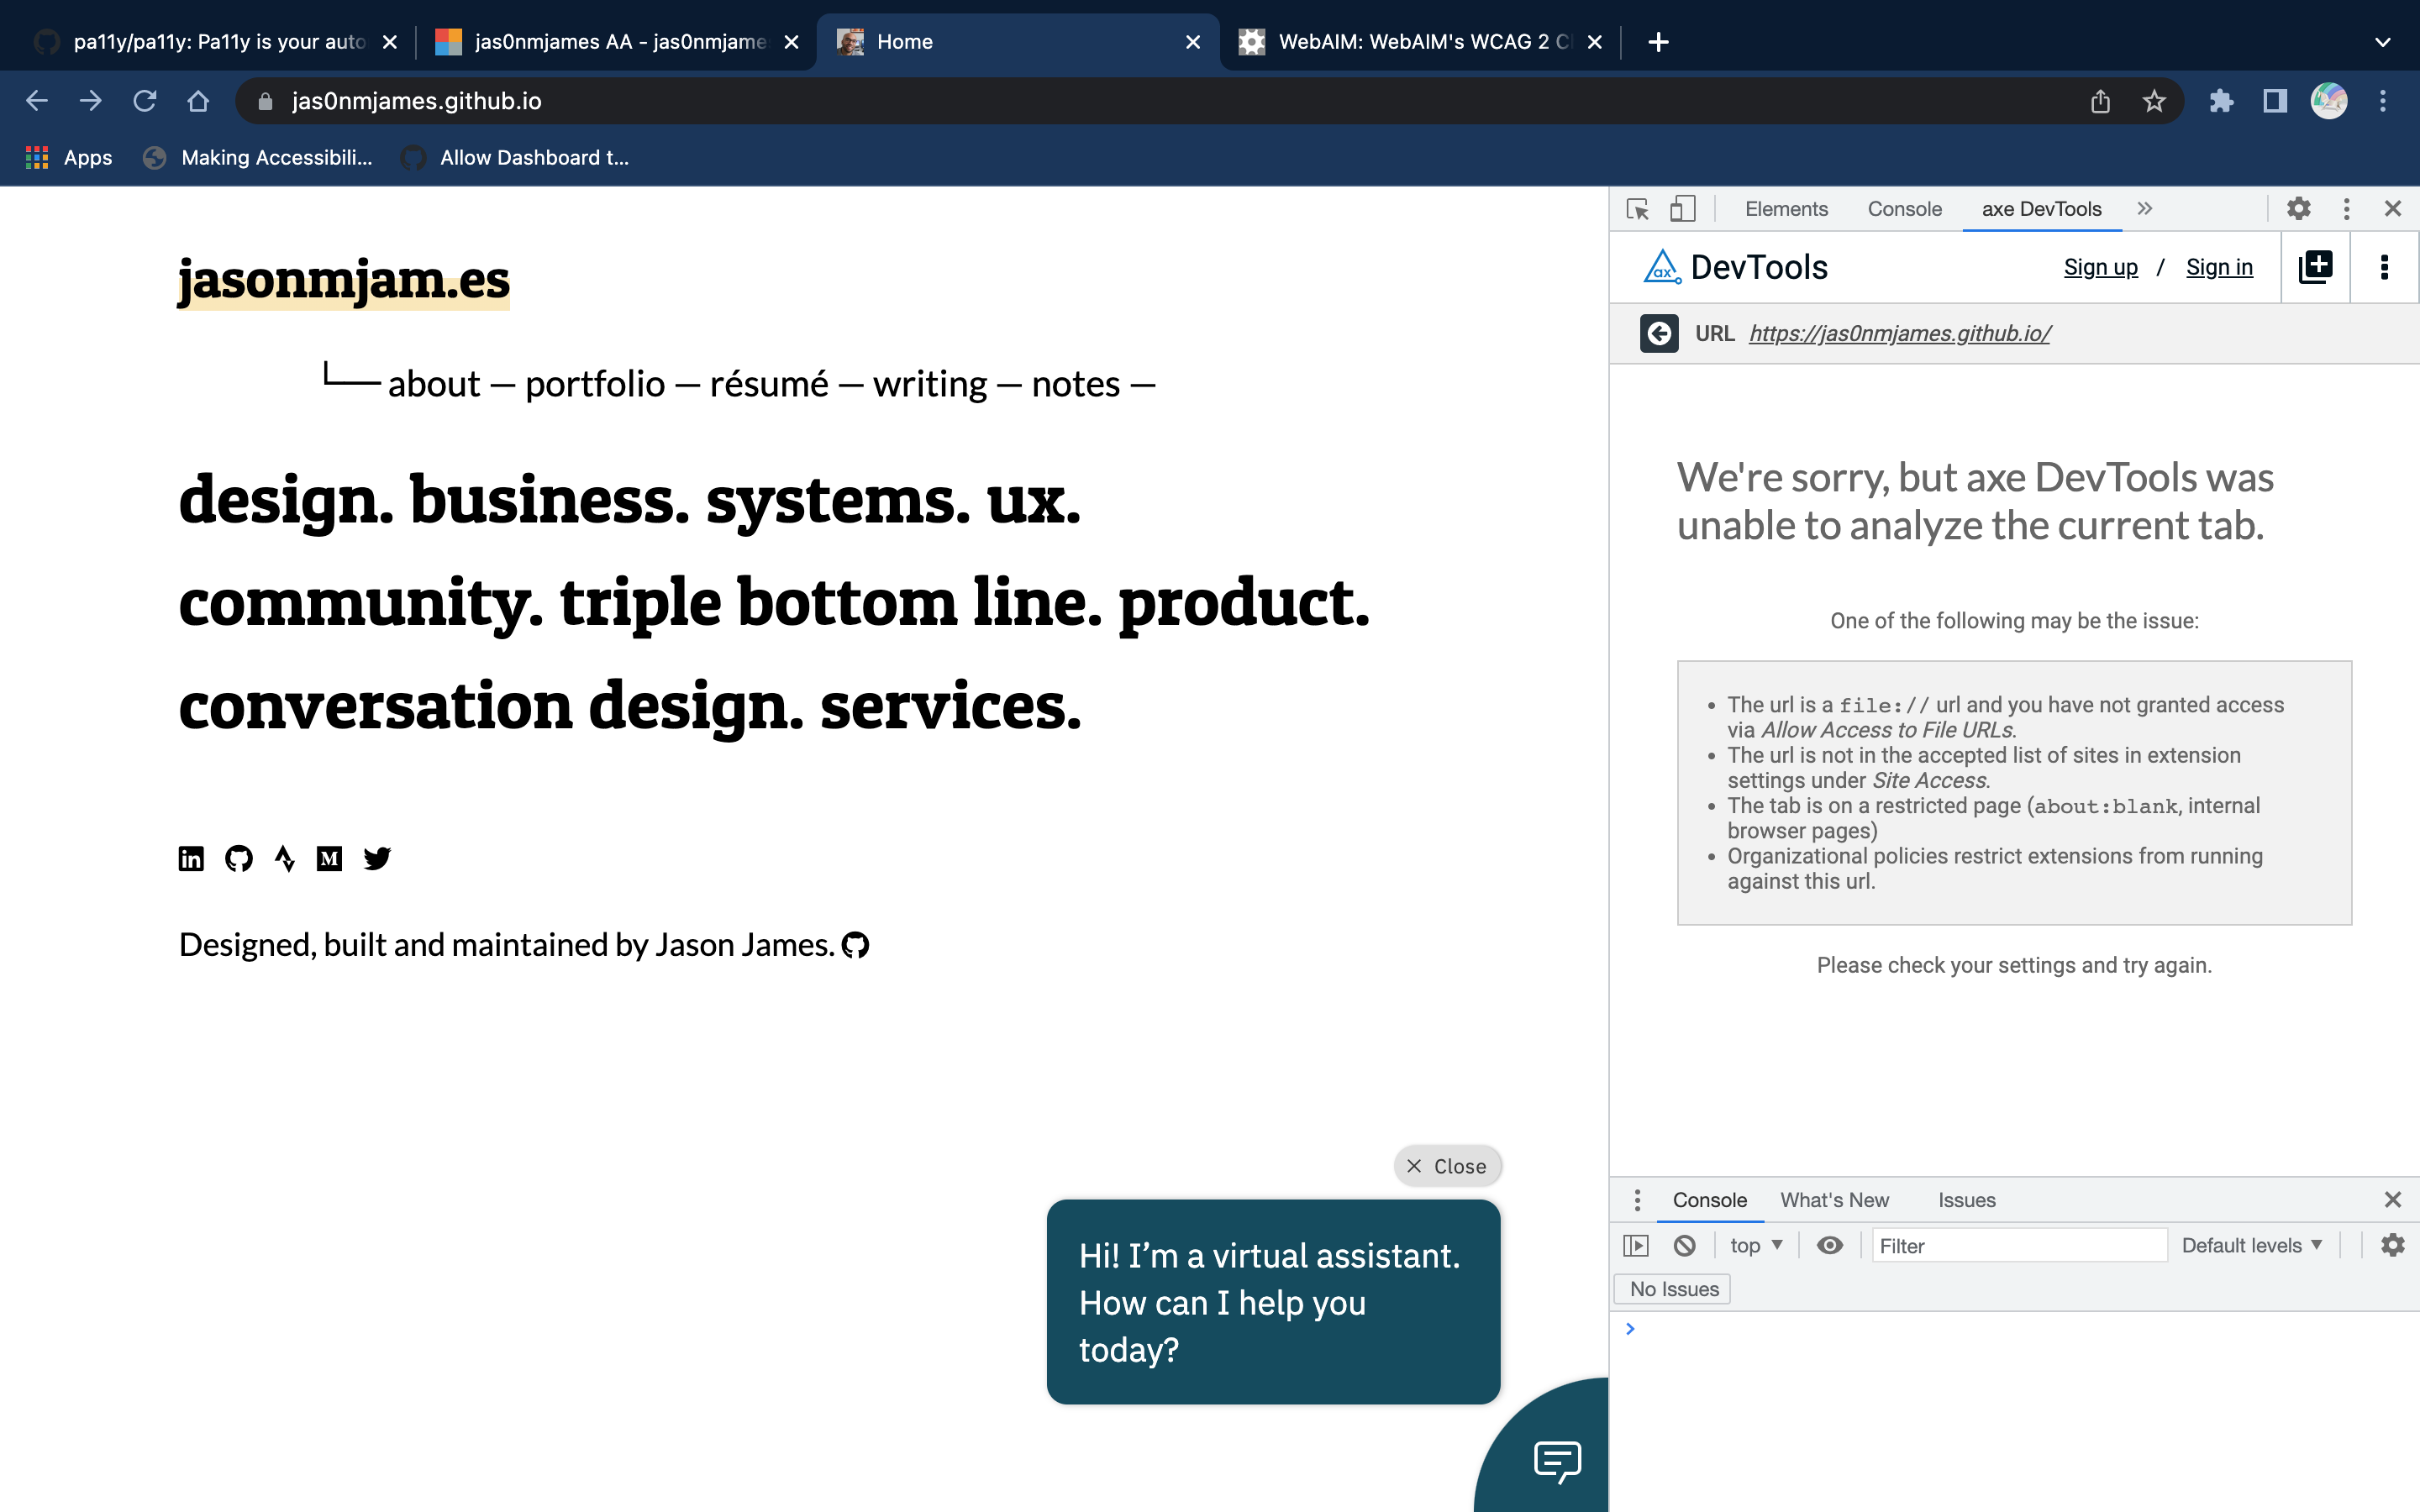 pa11y/pa11y: Pa11y is your auto
jas0nmjames AA - jas0nmjame
Home
WebAIM: WebAIM's WCAG 2 C
jas0nmjames.github.io
Apps
Making Accessibili...
Allow Dashboard t...
jasonmjam.es
about — portfolio — résumé — writing — notes —
design. business. systems. ux.
community. triple bottom line. product.
conversation design. services.
in
M
Designed, built and maintained by Jason James.
Close
Hi! I’m a virtual assistant.
How can I help you
today?
Elements
Console
axe DevTools
ax DevTools
Sign up / Sign in
URL https://jas0nmjames.github.io/
We're sorry, but axe DevTools was
unable to analyze the current tab.
One of the following may be the issue:
• The url is a file:// url and you have not granted access
via Allow Access to File URLs.
• The url is not in the accepted list of sites in extension
settings under Site Access.
• The tab is on a restricted page (about:blank, internal
browser pages)
• Organizational policies restrict extensions from running
against this url.
Please check your settings and try again.
Console
What's New
Issues
top
Filter
Default levels
No Issues